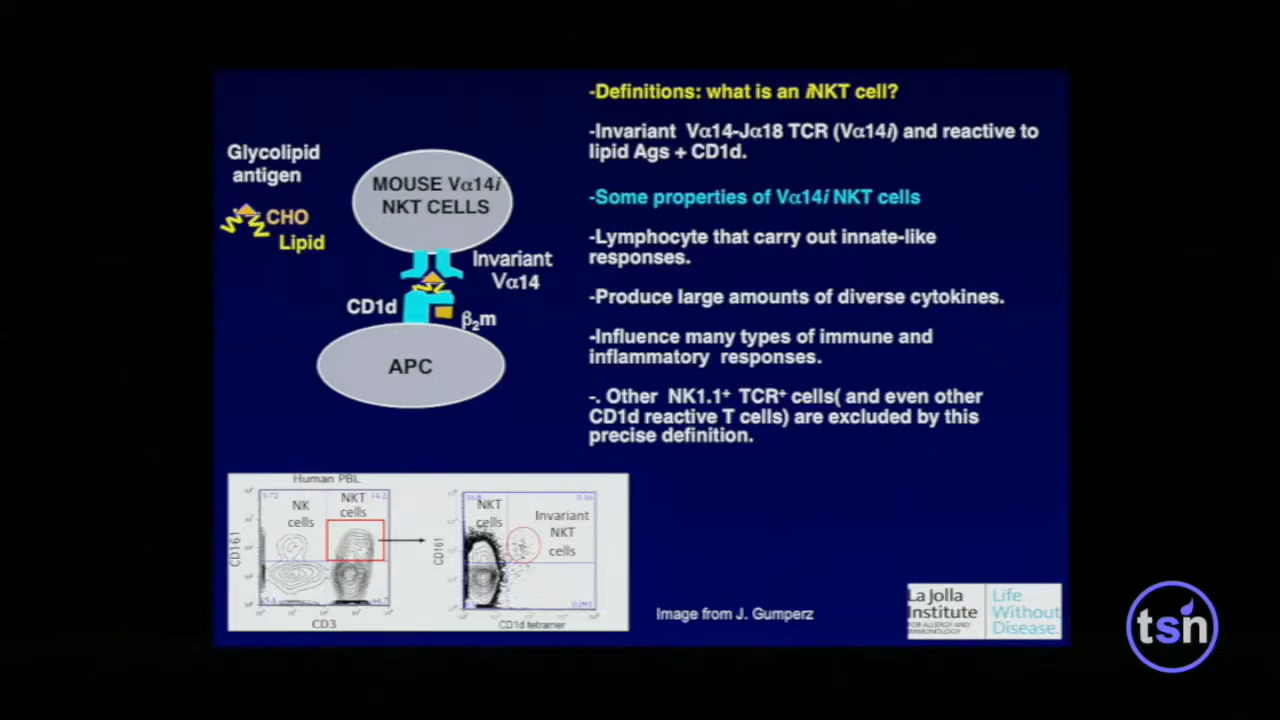 -Definitions: what is an iNKT cell?
-Invariant Vα14-Jα18 TCR (Vα14i) and reactive to
lipid Ags + CD1d.
-Some properties of Vα14i NKT cells
-Lymphocyte that carry out innate-like
responses.
-Produce large amounts of diverse cytokines.
-Influence many types of immune and
inflammatory responses.
-. Other NK1.1⁺ TCR⁺ cells( and even other
CD1d reactive T cells) are excluded by this
precise definition.
Glycolipid
antigen
CHO
Lipid
MOUSE Vα14i
NKT CELLS
Invariant
Vα14
CD1d
β₂m
APC
Human PBL
NK
cells
NKT
cells
CD161
CD3
NKT
cells
Invariant
NKT
cells
CD161
CD1d tetramer
Image from J. Gumperz
La Jolla
Institute
FOR ALLERGY AND
IMMUNOLOGY
Life
Without
Disease.
tsn